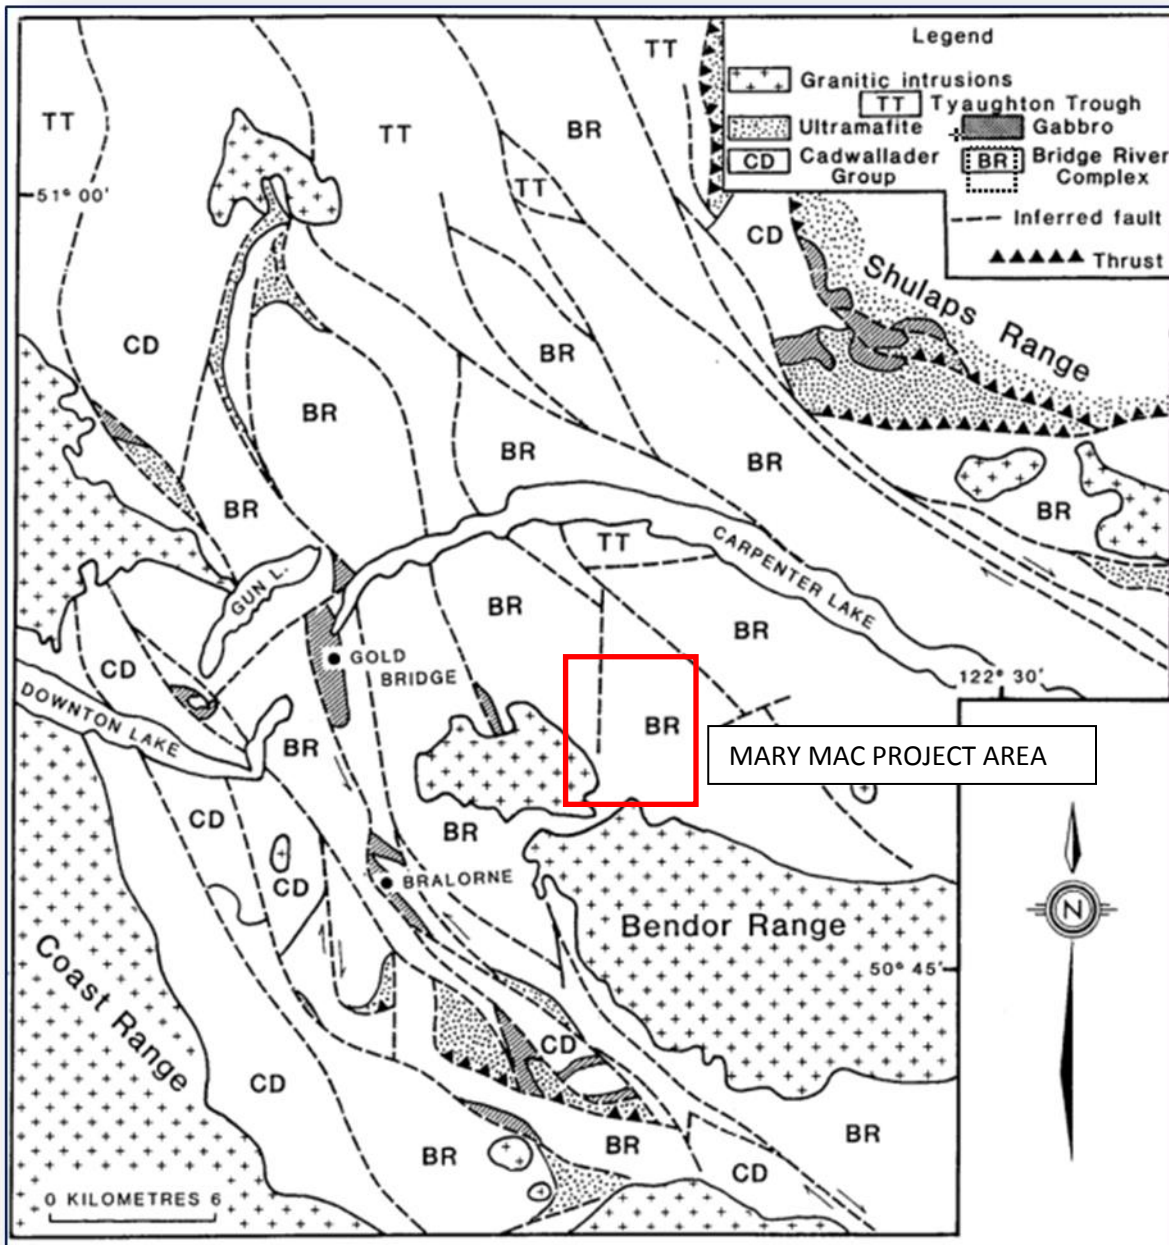 Legend
Granitic intrusions
TT Tyaughton Trough
Ultramafite
Gabbro
CD Cadwallader Group
BR Bridge River Complex
Inferred fault
Thrust
TT
TT
TT
BR
TT
51° 00'
CD
Shulaps Range
CD
BR
BR
BR
BR
BR
BR
TT
CARPENTER LAKE
GUN L.
BR
BR
CD
GOLD BRIDGE
122° 30'
DOWNTON LAKE
BR
BR
MARY MAC PROJECT AREA
CD
BR
CD
BRALORNE
N
Bendor Range
50° 45'
Coast Range
CD
CD
BR
BR
BR
CD
0 KILOMETRES 6